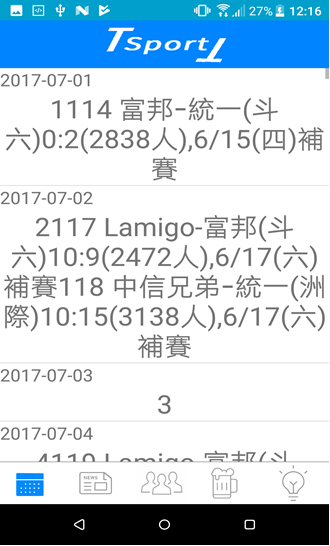 27% 12:16
TSportT
2017-07-01
1114 富邦-統一(斗
六)0:2(2838人),6/15(四)補
賽
2017-07-02
2117 Lamigo-富邦(斗
六)10:9(2472人),6/17(六)
補賽118 中信兄弟-統一(洲
際)10:15(3138人),6/17(六)
補賽
2017-07-03
3
2017-07-04
4119 Lamigo-富邦(斗
NEWS